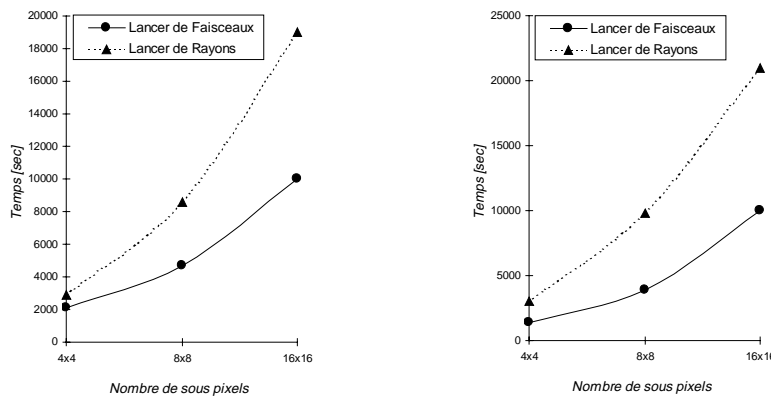 20000
18000
16000
14000
12000
10000
8000
6000
4000
2000
0
Temps [sec]
Lancer de Faisceaux
Lancer de Rayons
4x4 8x8 16x16
Nombre de sous pixels
25000
20000
15000
10000
5000
0
Temps [sec]
Lancer de Faisceaux
Lancer de Rayons
4x4 8x8 16x16
Nombre de sous pixels